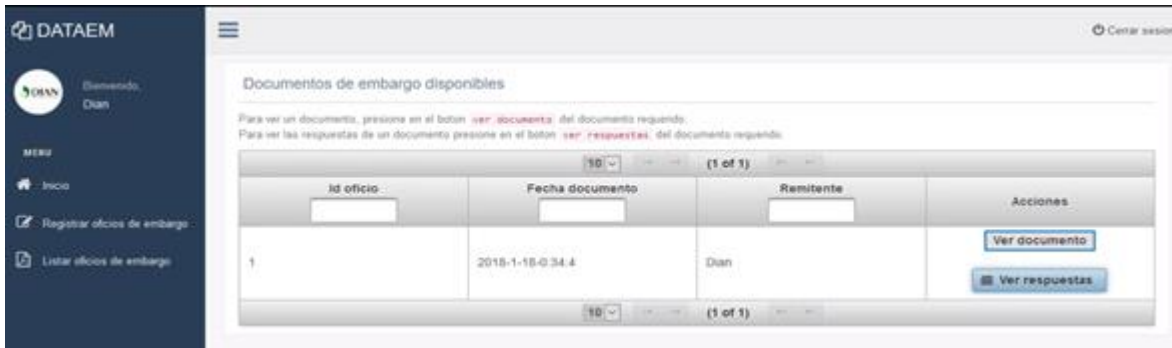 DATAEM
Cerrar sesion
DIAN
Bienvenido,
Dian
MENU
Inicio
Registrar oficios de embargo
Listar oficios de embargo
Documentos de embargo disponibles
Para ver un documento, presione en el boton ver documento del documento requerido.
Para ver las respuestas de un documento presione en el boton ver respuestas del documento requerido.
10 (1 of 1)
Id oficio Fecha documento Remitente Acciones
1 2018-1-18-0:34:4 Dian Ver documento
Ver respuestas
10 (1 of 1)